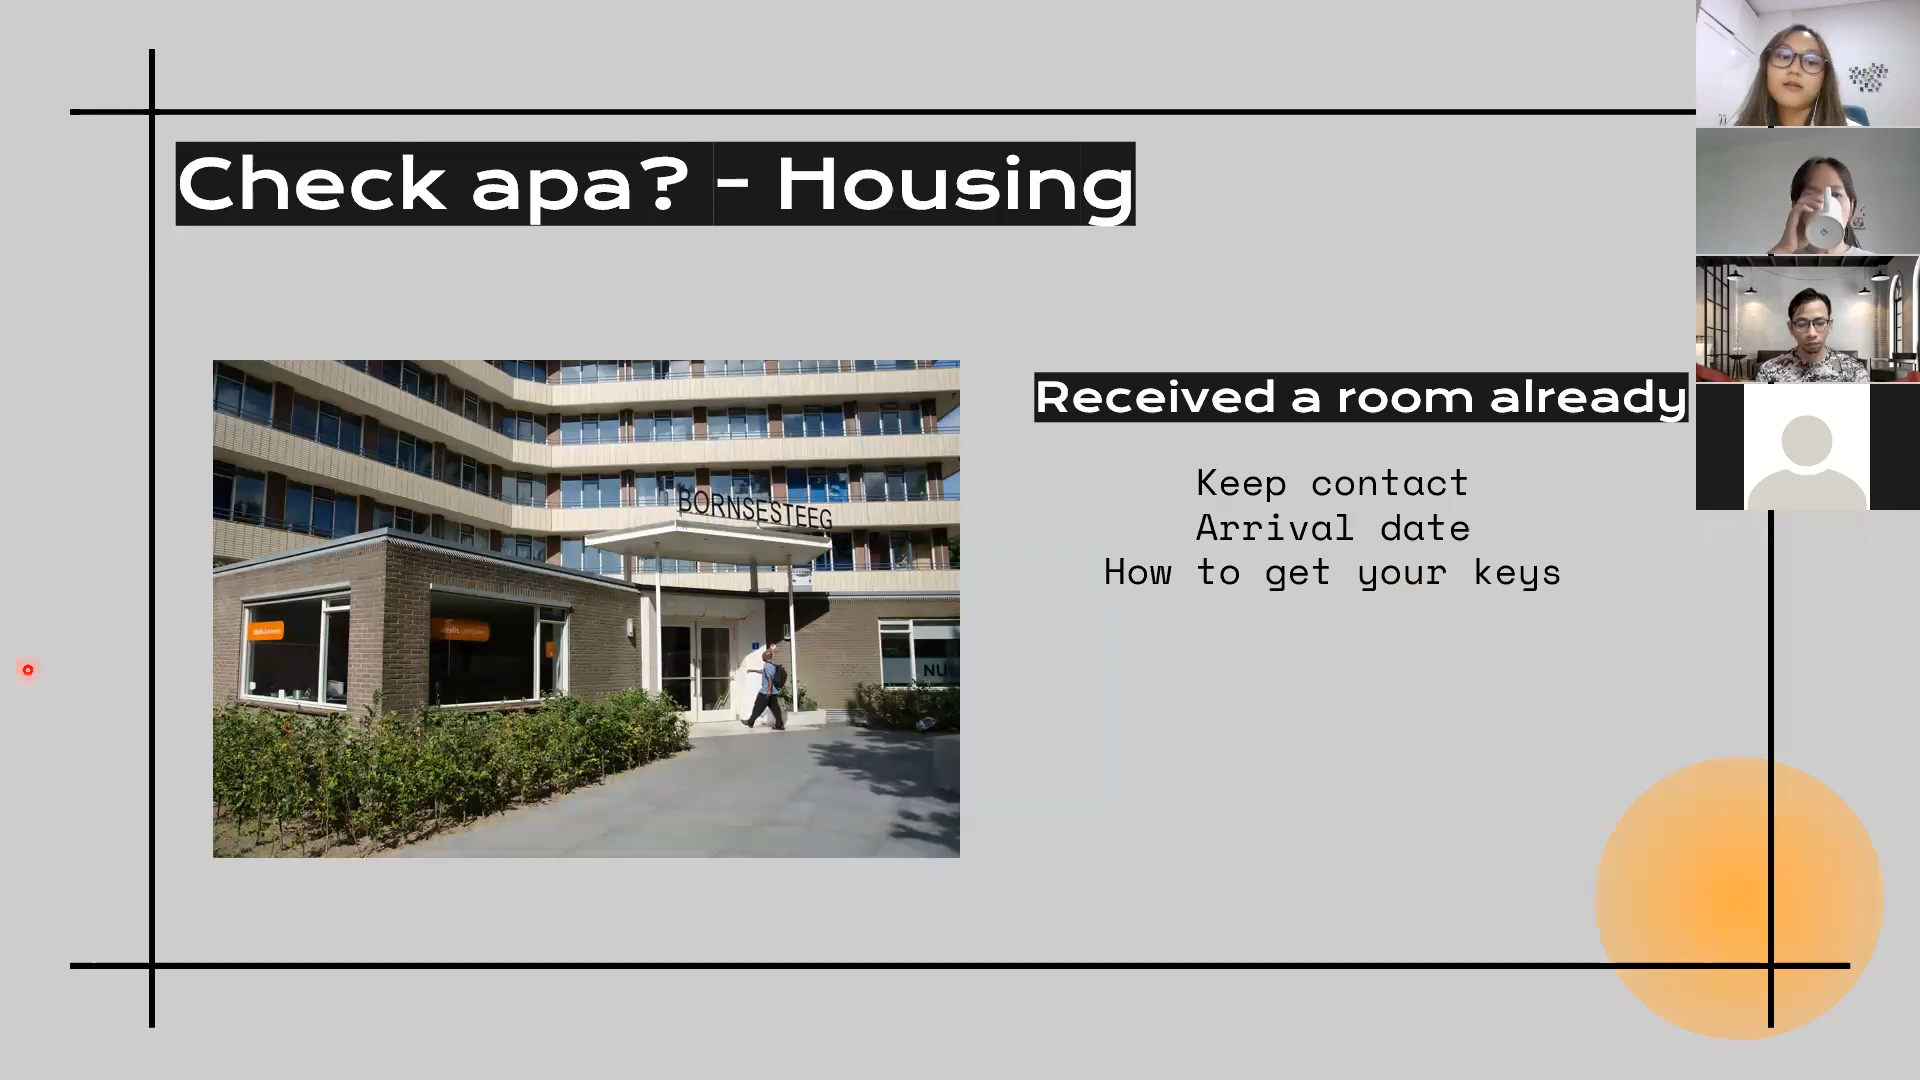 Check apa? - Housing
BORNSESTEEG
Received a room already
Keep contact
Arrival date
How to get your keys